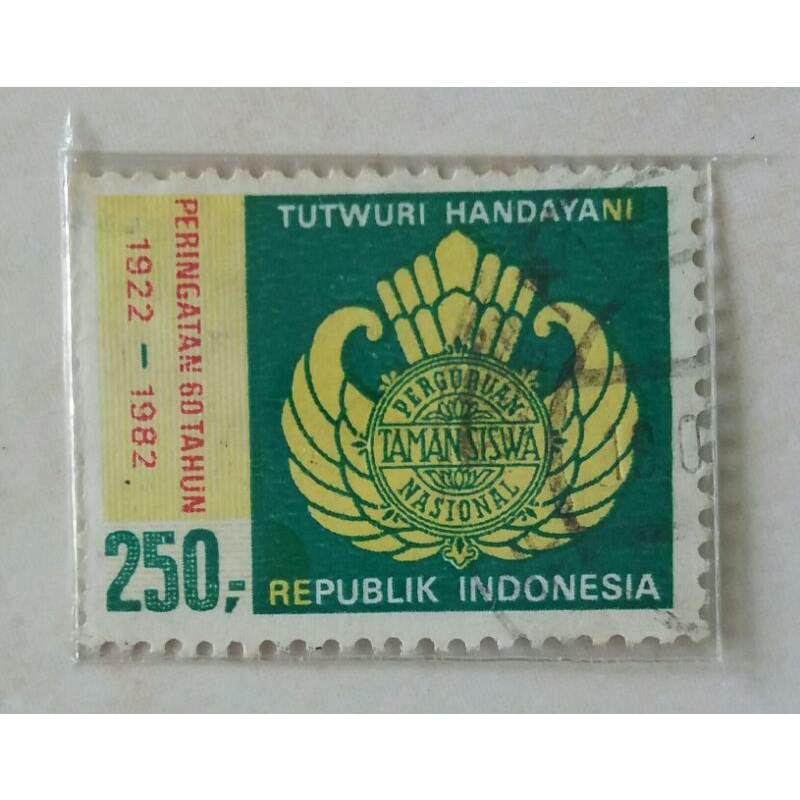 TUTWURI HANDAYANI
PERINGATAN 60 TAHUN
1922 - 1982
PERGURUAN
TAMAN SISWA
NASIONAL
250,-
REPUBLIK INDONESIA